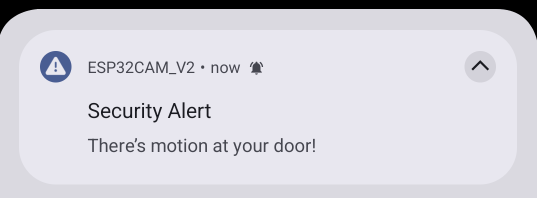 ESP32CAM_V2 • now
Security Alert
There’s motion at your door!